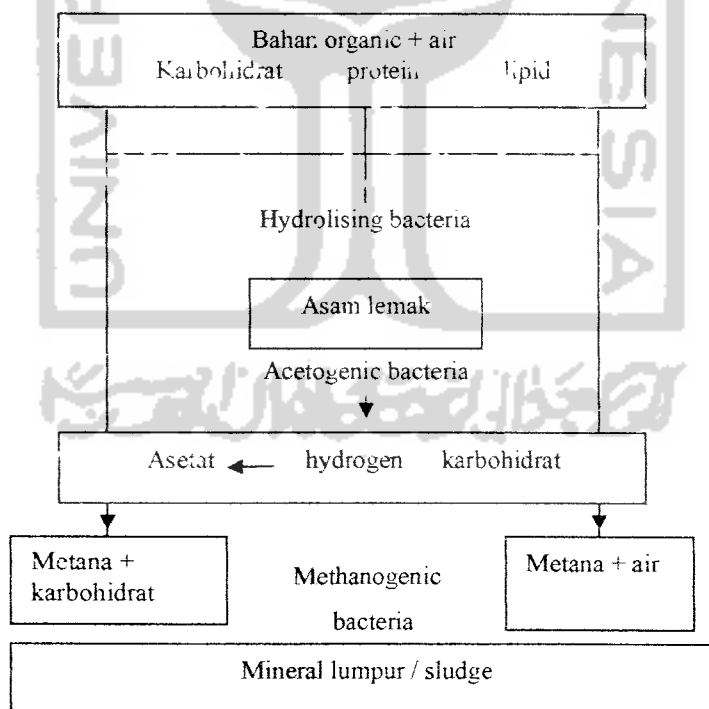 Bahan organic + air
Karbohidrat protein lipid
Hydrolising bacteria
Asam lemak
Acetogenic bacteria
Asetat hydrogen karbohidrat
Metana +
karbohidrat
Methanogenic
bacteria
Metana + air
Mineral lumpur / sludge